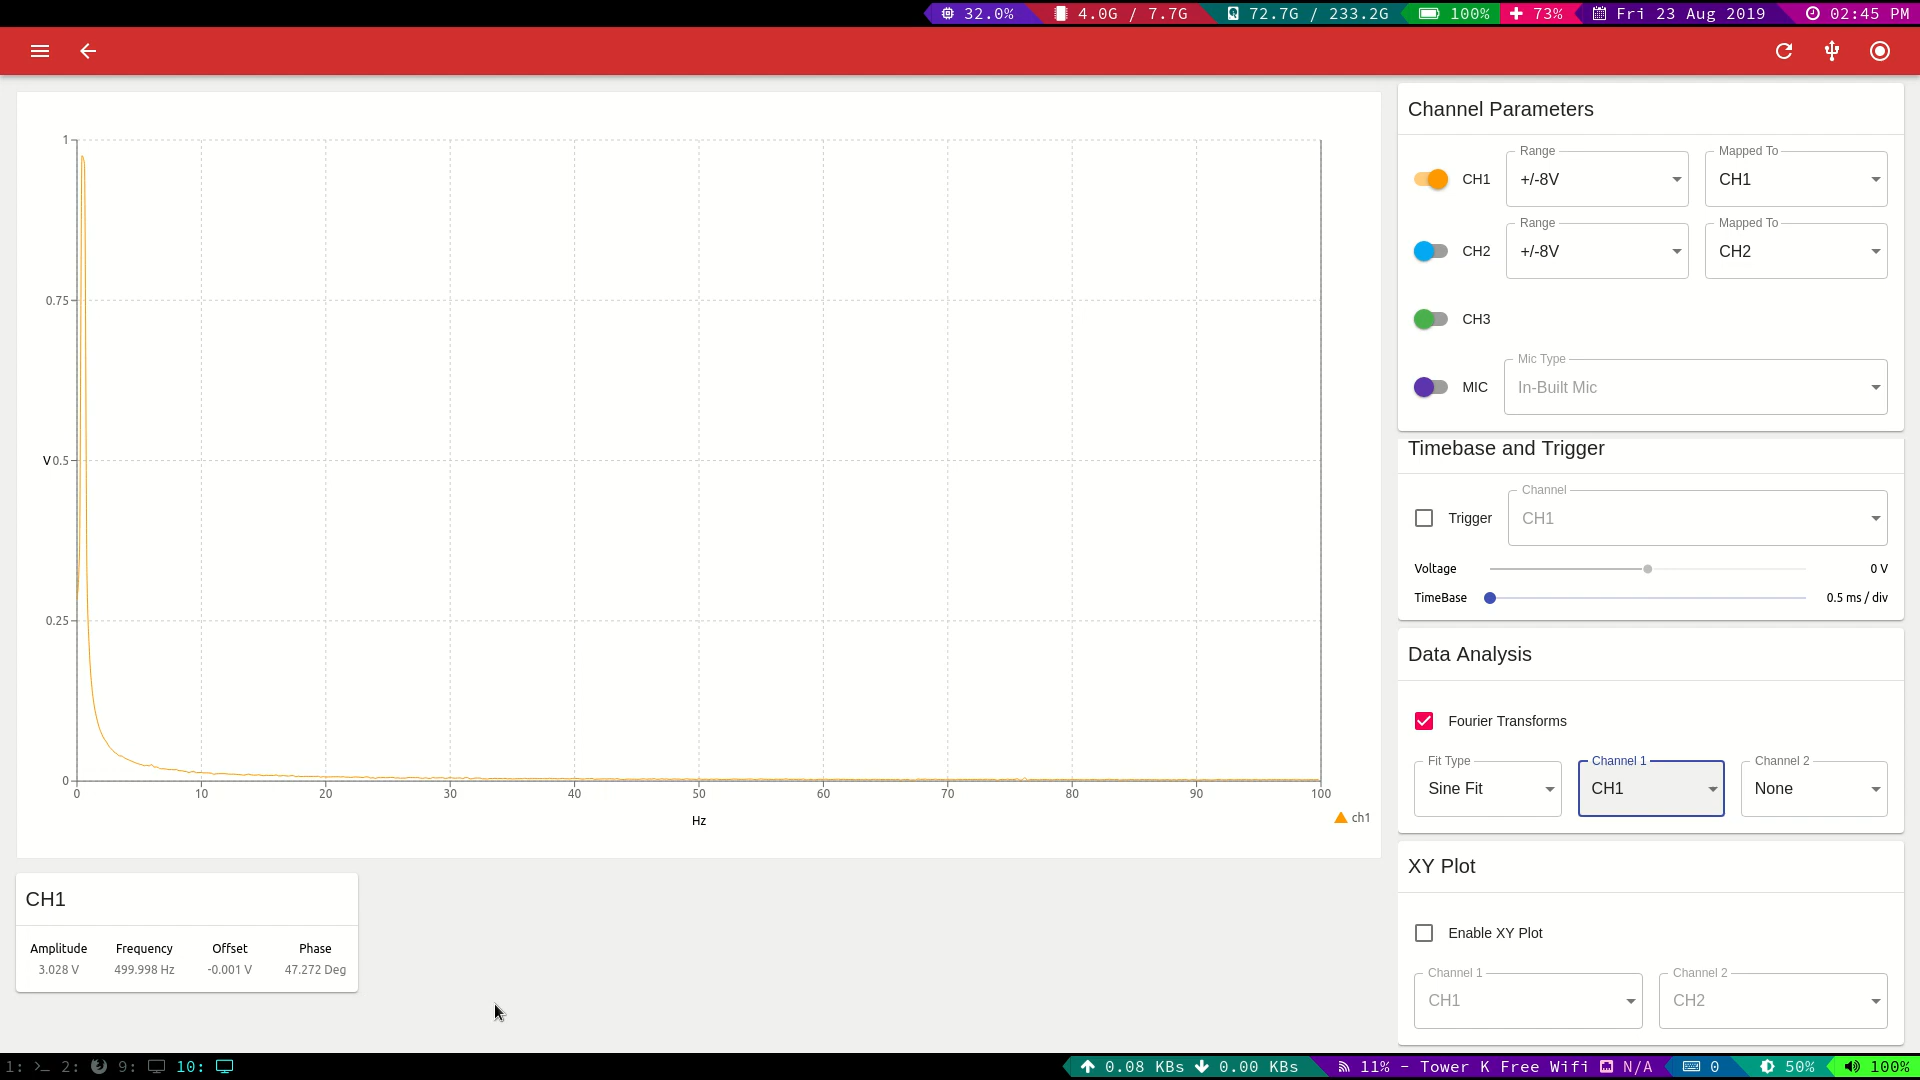 32.0% 4.0G / 7.7G 72.7G / 233.2G 100% 73% Fri 23 Aug 2019 02:45 PM
1
0.75
V 0.5
0.25
0
0 10 20 30 40 50 60 70 80 90 100
Hz
ch1
CH1
Amplitude Frequency Offset Phase
3.028 V 499.998 Hz -0.001 V 47.272 Deg
Channel Parameters
Range Mapped To
CH1 +/-8V CH1
Range Mapped To
CH2 +/-8V CH2
CH3
Mic Type
MIC In-Built Mic
Timebase and Trigger
Channel
Trigger CH1
Voltage 0 V
TimeBase 0.5 ms / div
Data Analysis
Fourier Transforms
Fit Type Channel 1 Channel 2
Sine Fit CH1 None
XY Plot
Enable XY Plot
Channel 1 Channel 2
CH1 CH2
1: 2: 9: 10: 0.08 KBs 0.00 KBs 11% - Tower K Free Wifi N/A 0 50% 100%